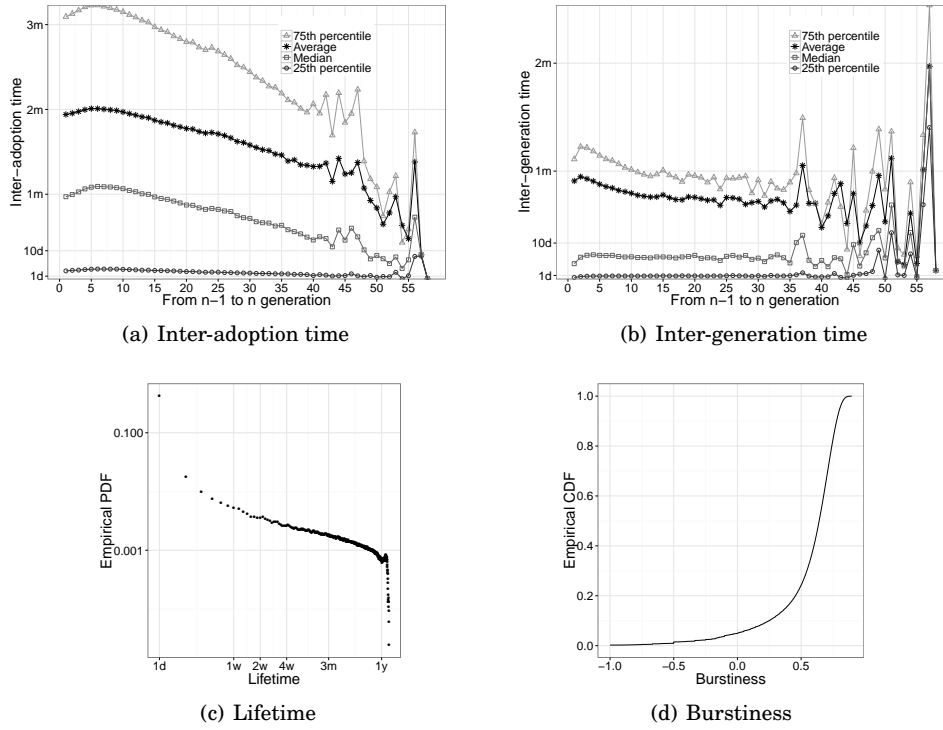 3m
2m
1m
10d
1d
Inter-adoption time
75th percentile
Average
Median
25th percentile
0 5 10 15 20 25 30 35 40 45 50 55
From n−1 to n generation
(a) Inter-adoption time
2m
1m
10d
1d
Inter-generation time
75th percentile
Average
Median
25th percentile
0 5 10 15 20 25 30 35 40 45 50 55
From n−1 to n generation
(b) Inter-generation time
0.100
0.001
Empirical PDF
1d 1w 2w 4w 3m 1y
Lifetime
(c) Lifetime
1.0
0.8
0.6
0.4
0.2
0.0
Empirical CDF
−1.0 −0.5 0.0 0.5
Burstiness
(d) Burstiness